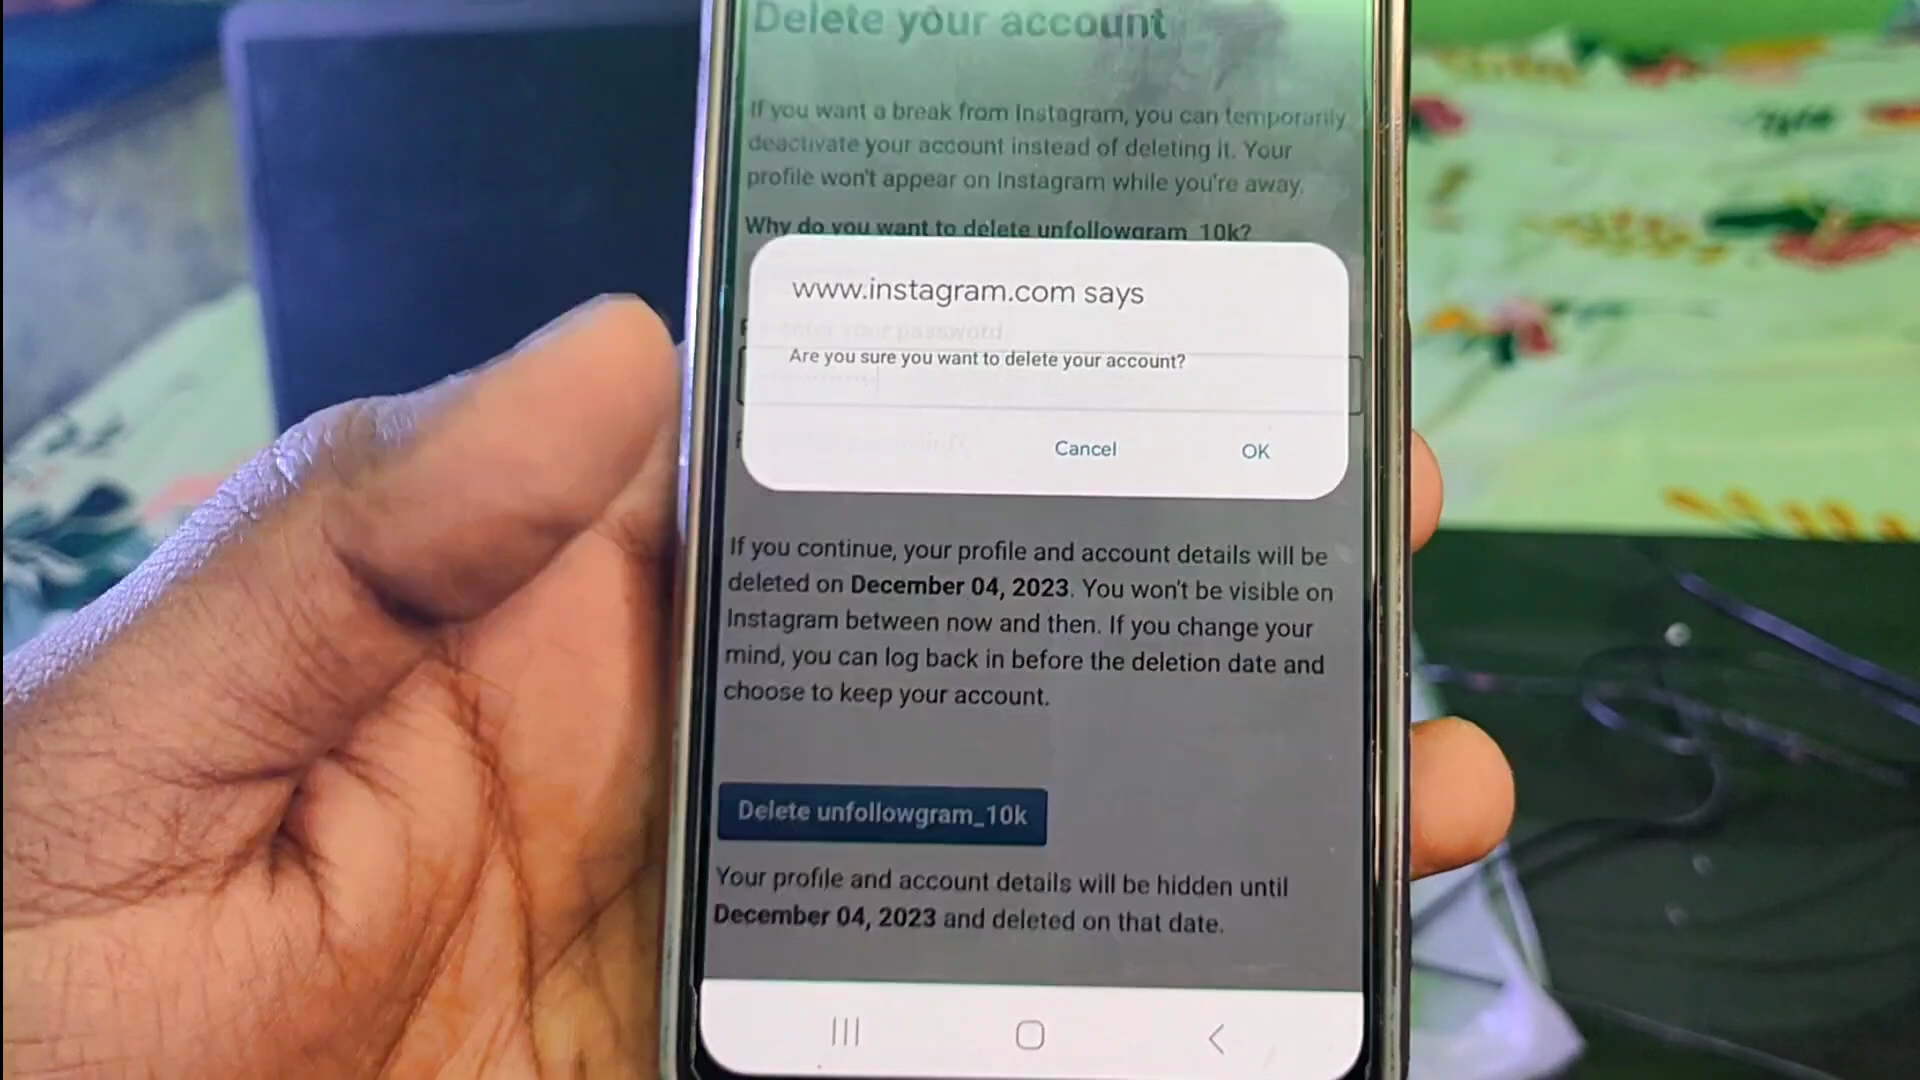 Delete your account
If you want a break from Instagram, you can temporarily
deactivate your account instead of deleting it. Your
profile won't appear on Instagram while you're away.
Why do you want to delete unfollowgram_10k?
www.instagram.com says
your password
Are you sure you want to delete your account?
Cancel
OK
If you continue, your profile and account details will be
deleted on December 04, 2023. You won't be visible on
Instagram between now and then. If you change your
mind, you can log back in before the deletion date and
choose to keep your account.
Delete unfollowgram_10k
Your profile and account details will be hidden until
December 04, 2023 and deleted on that date.